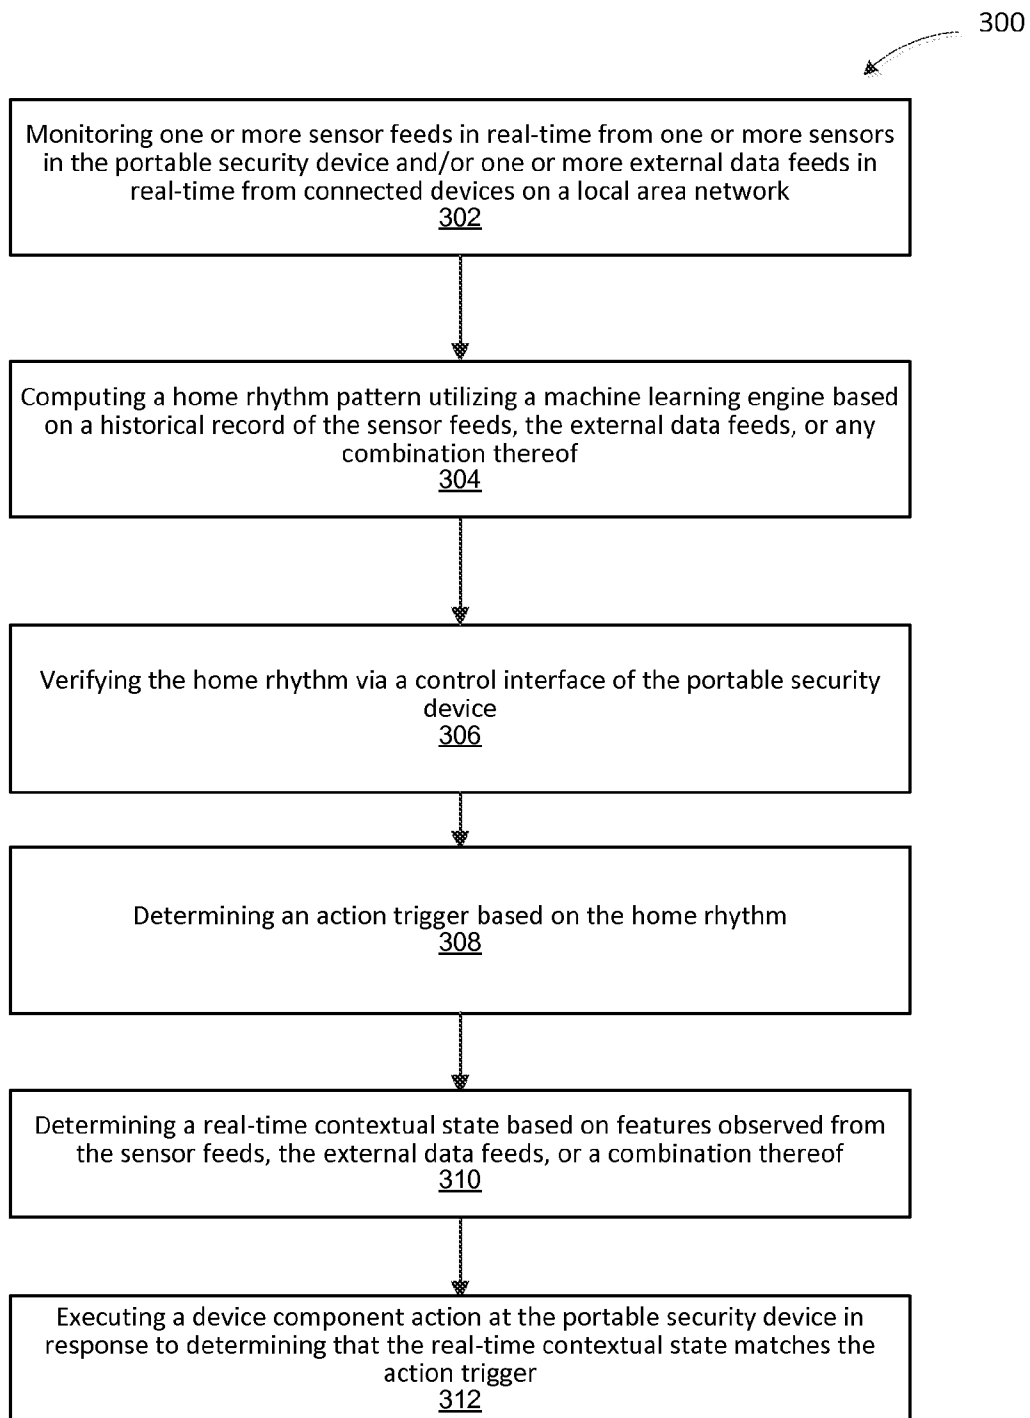 300
Monitoring one or more sensor feeds in real-time from one or more sensors
in the portable security device and/or one or more external data feeds in
real-time from connected devices on a local area network
302
Computing a home rhythm pattern utilizing a machine learning engine based
on a historical record of the sensor feeds, the external data feeds, or any
combination thereof
304
Verifying the home rhythm via a control interface of the portable security
device
306
Determining an action trigger based on the home rhythm
308
Determining a real-time contextual state based on features observed from
the sensor feeds, the external data feeds, or a combination thereof
310
Executing a device component action at the portable security device in
response to determining that the real-time contextual state matches the
action trigger
312